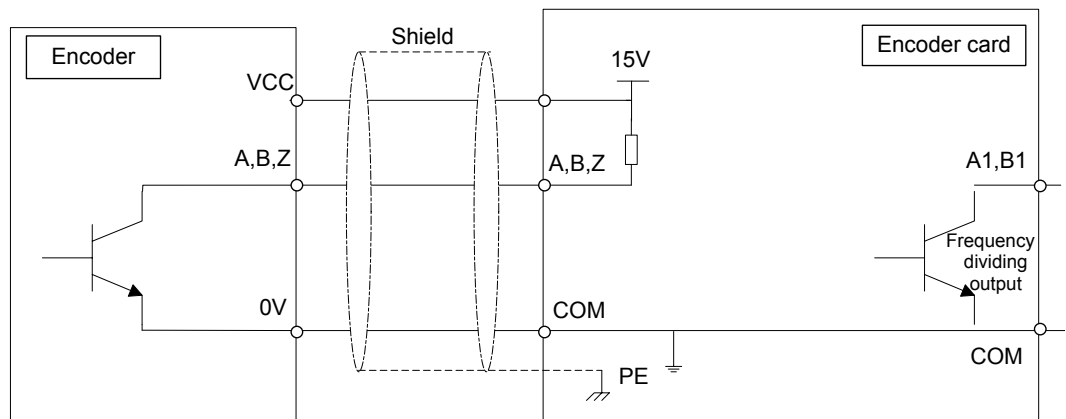 Encoder
Shield
Encoder card
VCC
15V
A,B,Z
A,B,Z
A1,B1
Frequency
dividing
output
0V
COM
COM
PE